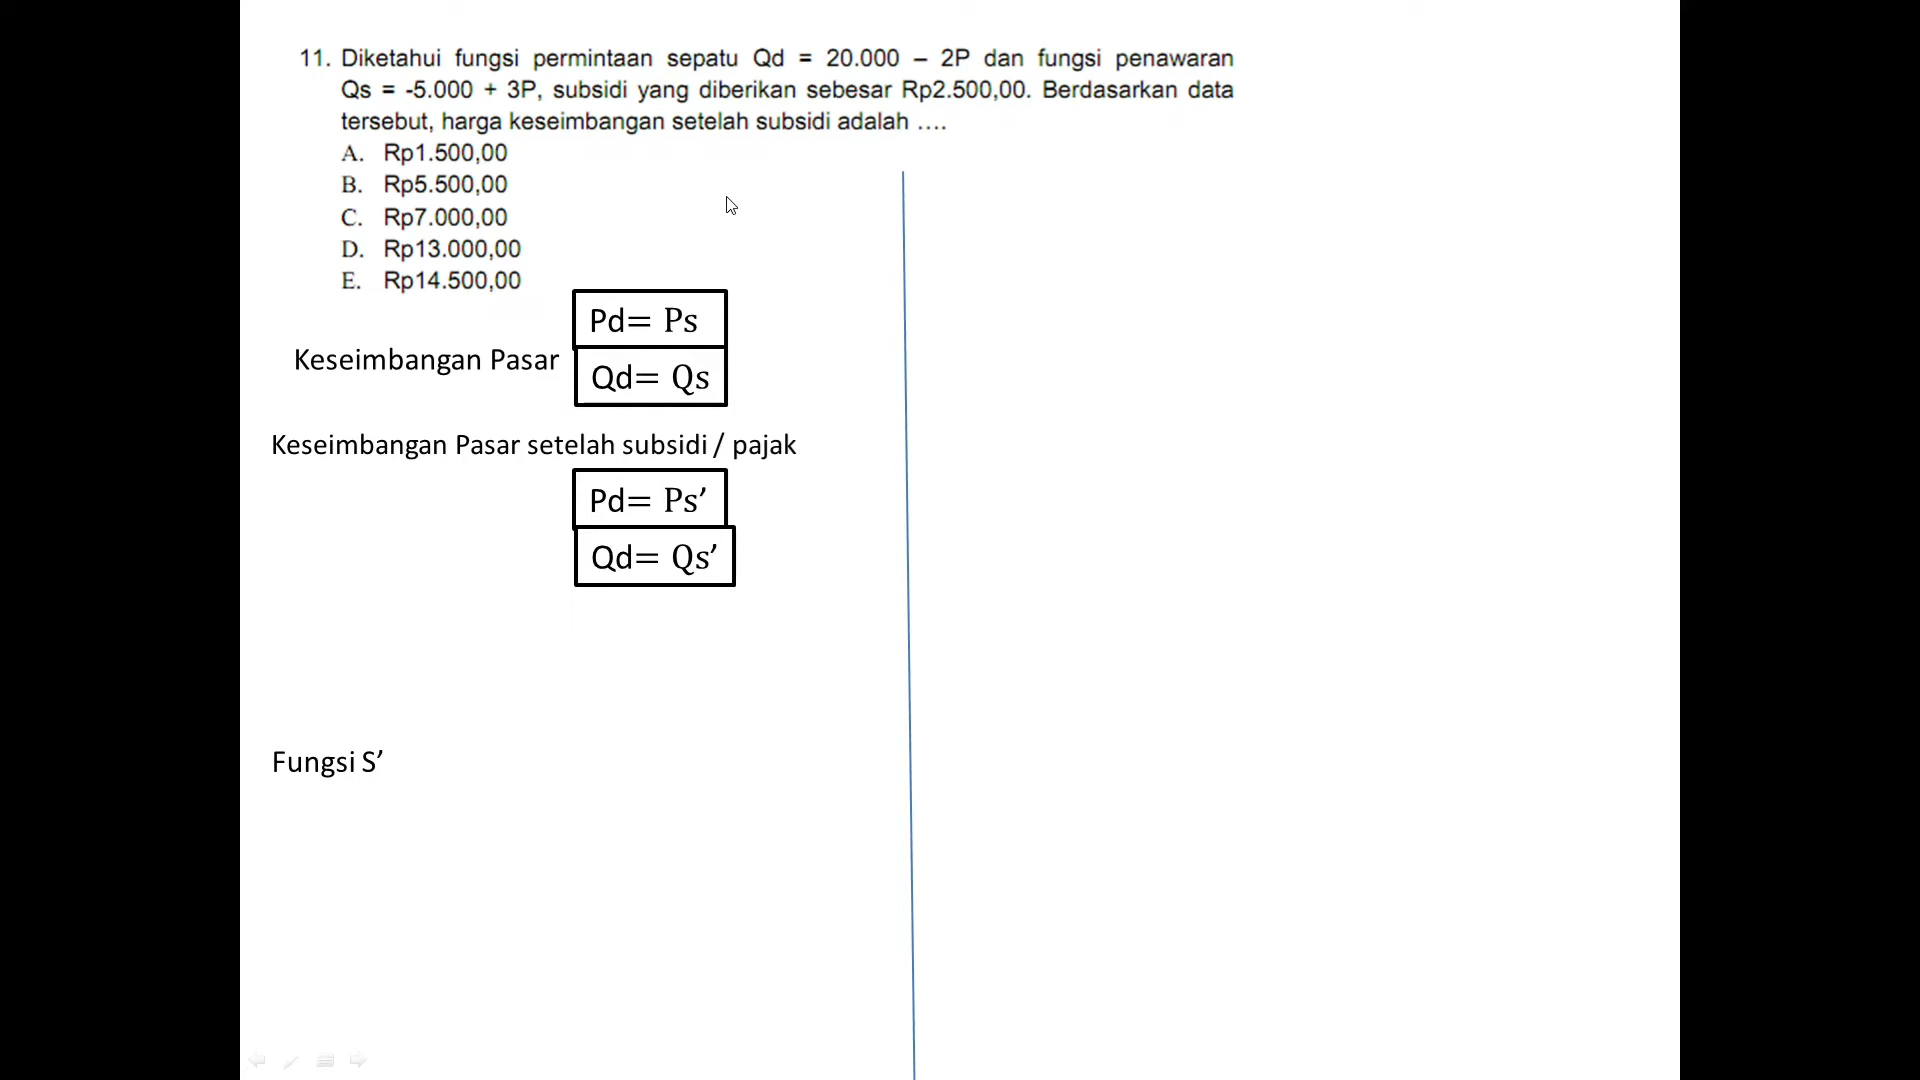 11. Diketahui fungsi permintaan sepatu Qd = 20.000 – 2P dan fungsi penawaran
Qs = -5.000 + 3P, subsidi yang diberikan sebesar Rp2.500,00. Berdasarkan data
tersebut, harga keseimbangan setelah subsidi adalah ....
A. Rp1.500,00
B. Rp5.500,00
C. Rp7.000,00
D. Rp13.000,00
E. Rp14.500,00
Pd= Ps
Keseimbangan Pasar
Qd= Qs
Keseimbangan Pasar setelah subsidi / pajak
Pd= Ps’
Qd= Qs’
Fungsi S’